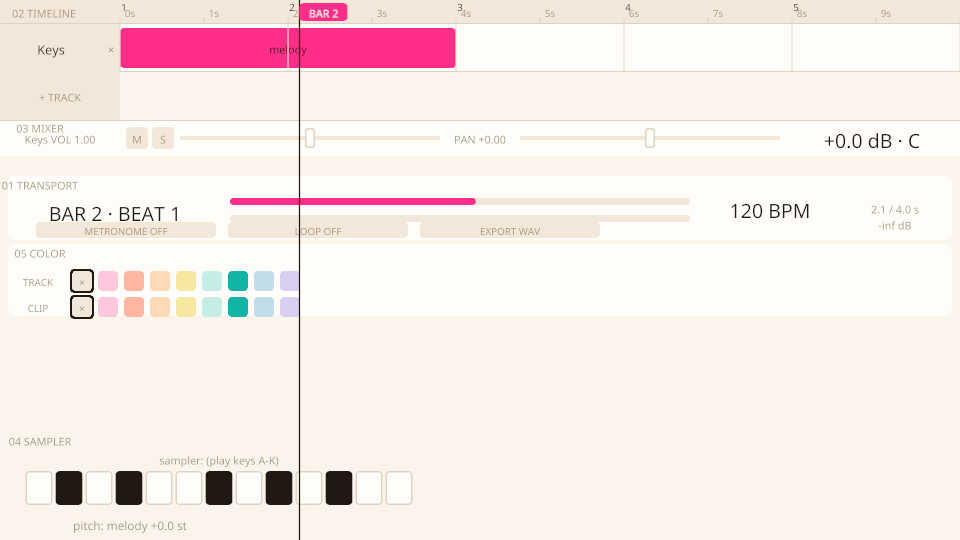 02 TIMELINE
1 2 BAR 2 3 4 5
0s 1s 3s 4s 5s 6s 7s 8s 9s
Keys × melody
+ TRACK
03 MIXER
Keys VOL 1.00 M S PAN +0.00 +0.0 dB · C
01 TRANSPORT
BAR 2 · BEAT 1 120 BPM 2.1 / 4.0 s
-inf dB
METRONOME OFF LOOP OFF EXPORT WAV
05 COLOR
TRACK ×
CLIP ×
04 SAMPLER
sampler: (play keys A-K)
pitch: melody +0.0 st